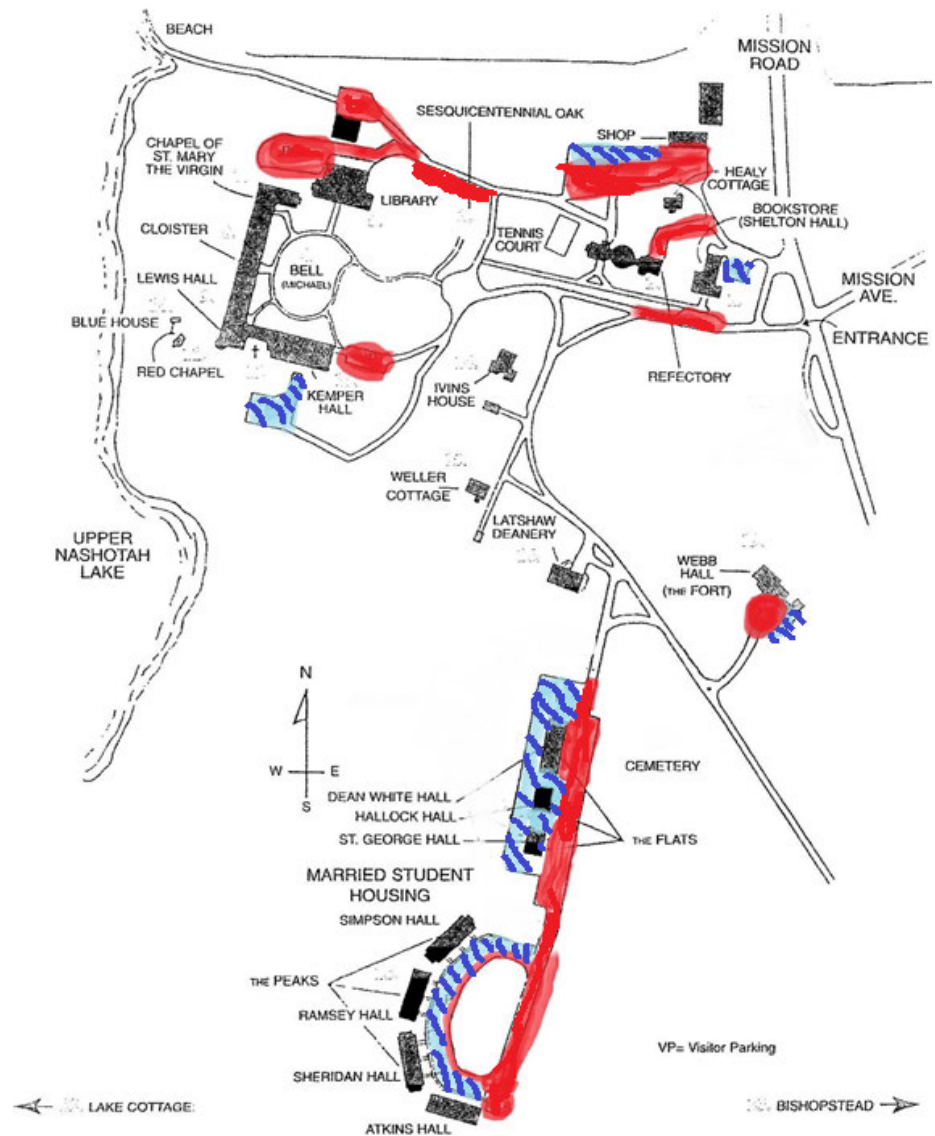 BEACH
MISSION
ROAD
SESQUICENTENNIAL OAK
SHOP
CHAPEL OF
ST. MARY
THE VIRGIN
HEALY
COTTAGE
LIBRARY
BOOKSTORE
(SHELTON HALL)
CLOISTER
TENNIS
COURT
LEWIS HALL
BELL
(MICHAEL)
MISSION
AVE.
BLUE HOUSE
ENTRANCE
RED CHAPEL
REFECTORY
KEMPER
HALL
IVINS
HOUSE
WELLER
COTTAGE
LATSHAW
DEANERY
UPPER
NASHOTAH
LAKE
WEBB
HALL
(THE FORT)
N
W
E
S
CEMETERY
DEAN WHITE HALL
HALLOCK HALL
ST. GEORGE HALL
THE FLATS
MARRIED STUDENT
HOUSING
SIMPSON HALL
THE PEAKS
RAMSEY HALL
VP= Visitor Parking
SHERIDAN HALL
LAKE COTTAGE
BISHOPSTEAD
ATKINS HALL